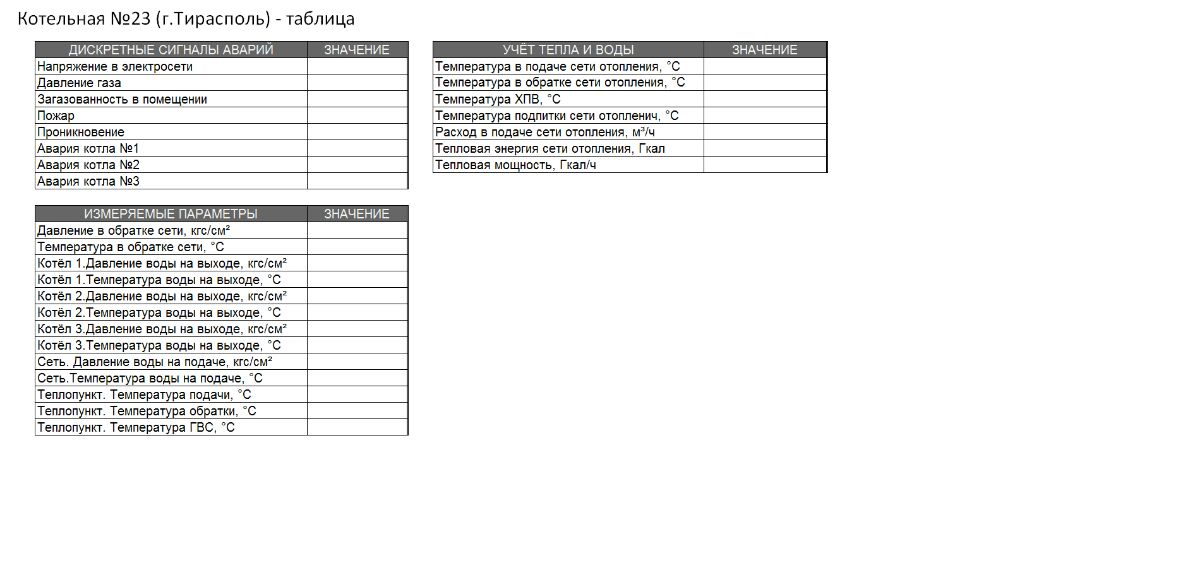 Котельная №23 (г.Тирасполь) - таблица
ДИСКРЕТНЫЕ СИГНАЛЫ АВАРИЙ ЗНАЧЕНИЕ
Напряжение в электросети
Давление газа
Загазованность в помещении
Пожар
Проникновение
Авария котла №1
Авария котла №2
Авария котла №3
УЧЁТ ТЕПЛА И ВОДЫ ЗНАЧЕНИЕ
Температура в подаче сети отопления, °С
Температура в обратке сети отопления, °С
Температура ХПВ, °С
Температура подпитки сети отопленич, °С
Расход в подаче сети отопления, м³/ч
Тепловая энергия сети отопления, Гкал
Тепловая мощность, Гкал/ч
ИЗМЕРЯЕМЫЕ ПАРАМЕТРЫ ЗНАЧЕНИЕ
Давление в обратке сети, кгс/см²
Температура в обратке сети, °С
Котёл 1.Давление воды на выходе, кгс/см²
Котёл 1.Температура воды на выходе, °С
Котёл 2.Давление воды на выходе, кгс/см²
Котёл 2.Температура воды на выходе, °С
Котёл 3.Давление воды на выходе, кгс/см²
Котёл 3.Температура воды на выходе, °С
Сеть. Давление воды на подаче, кгс/см²
Сеть.Температура воды на подаче, °С
Теплопункт. Температура подачи, °С
Теплопункт. Температура обратки, °С
Теплопункт. Температура ГВС, °С